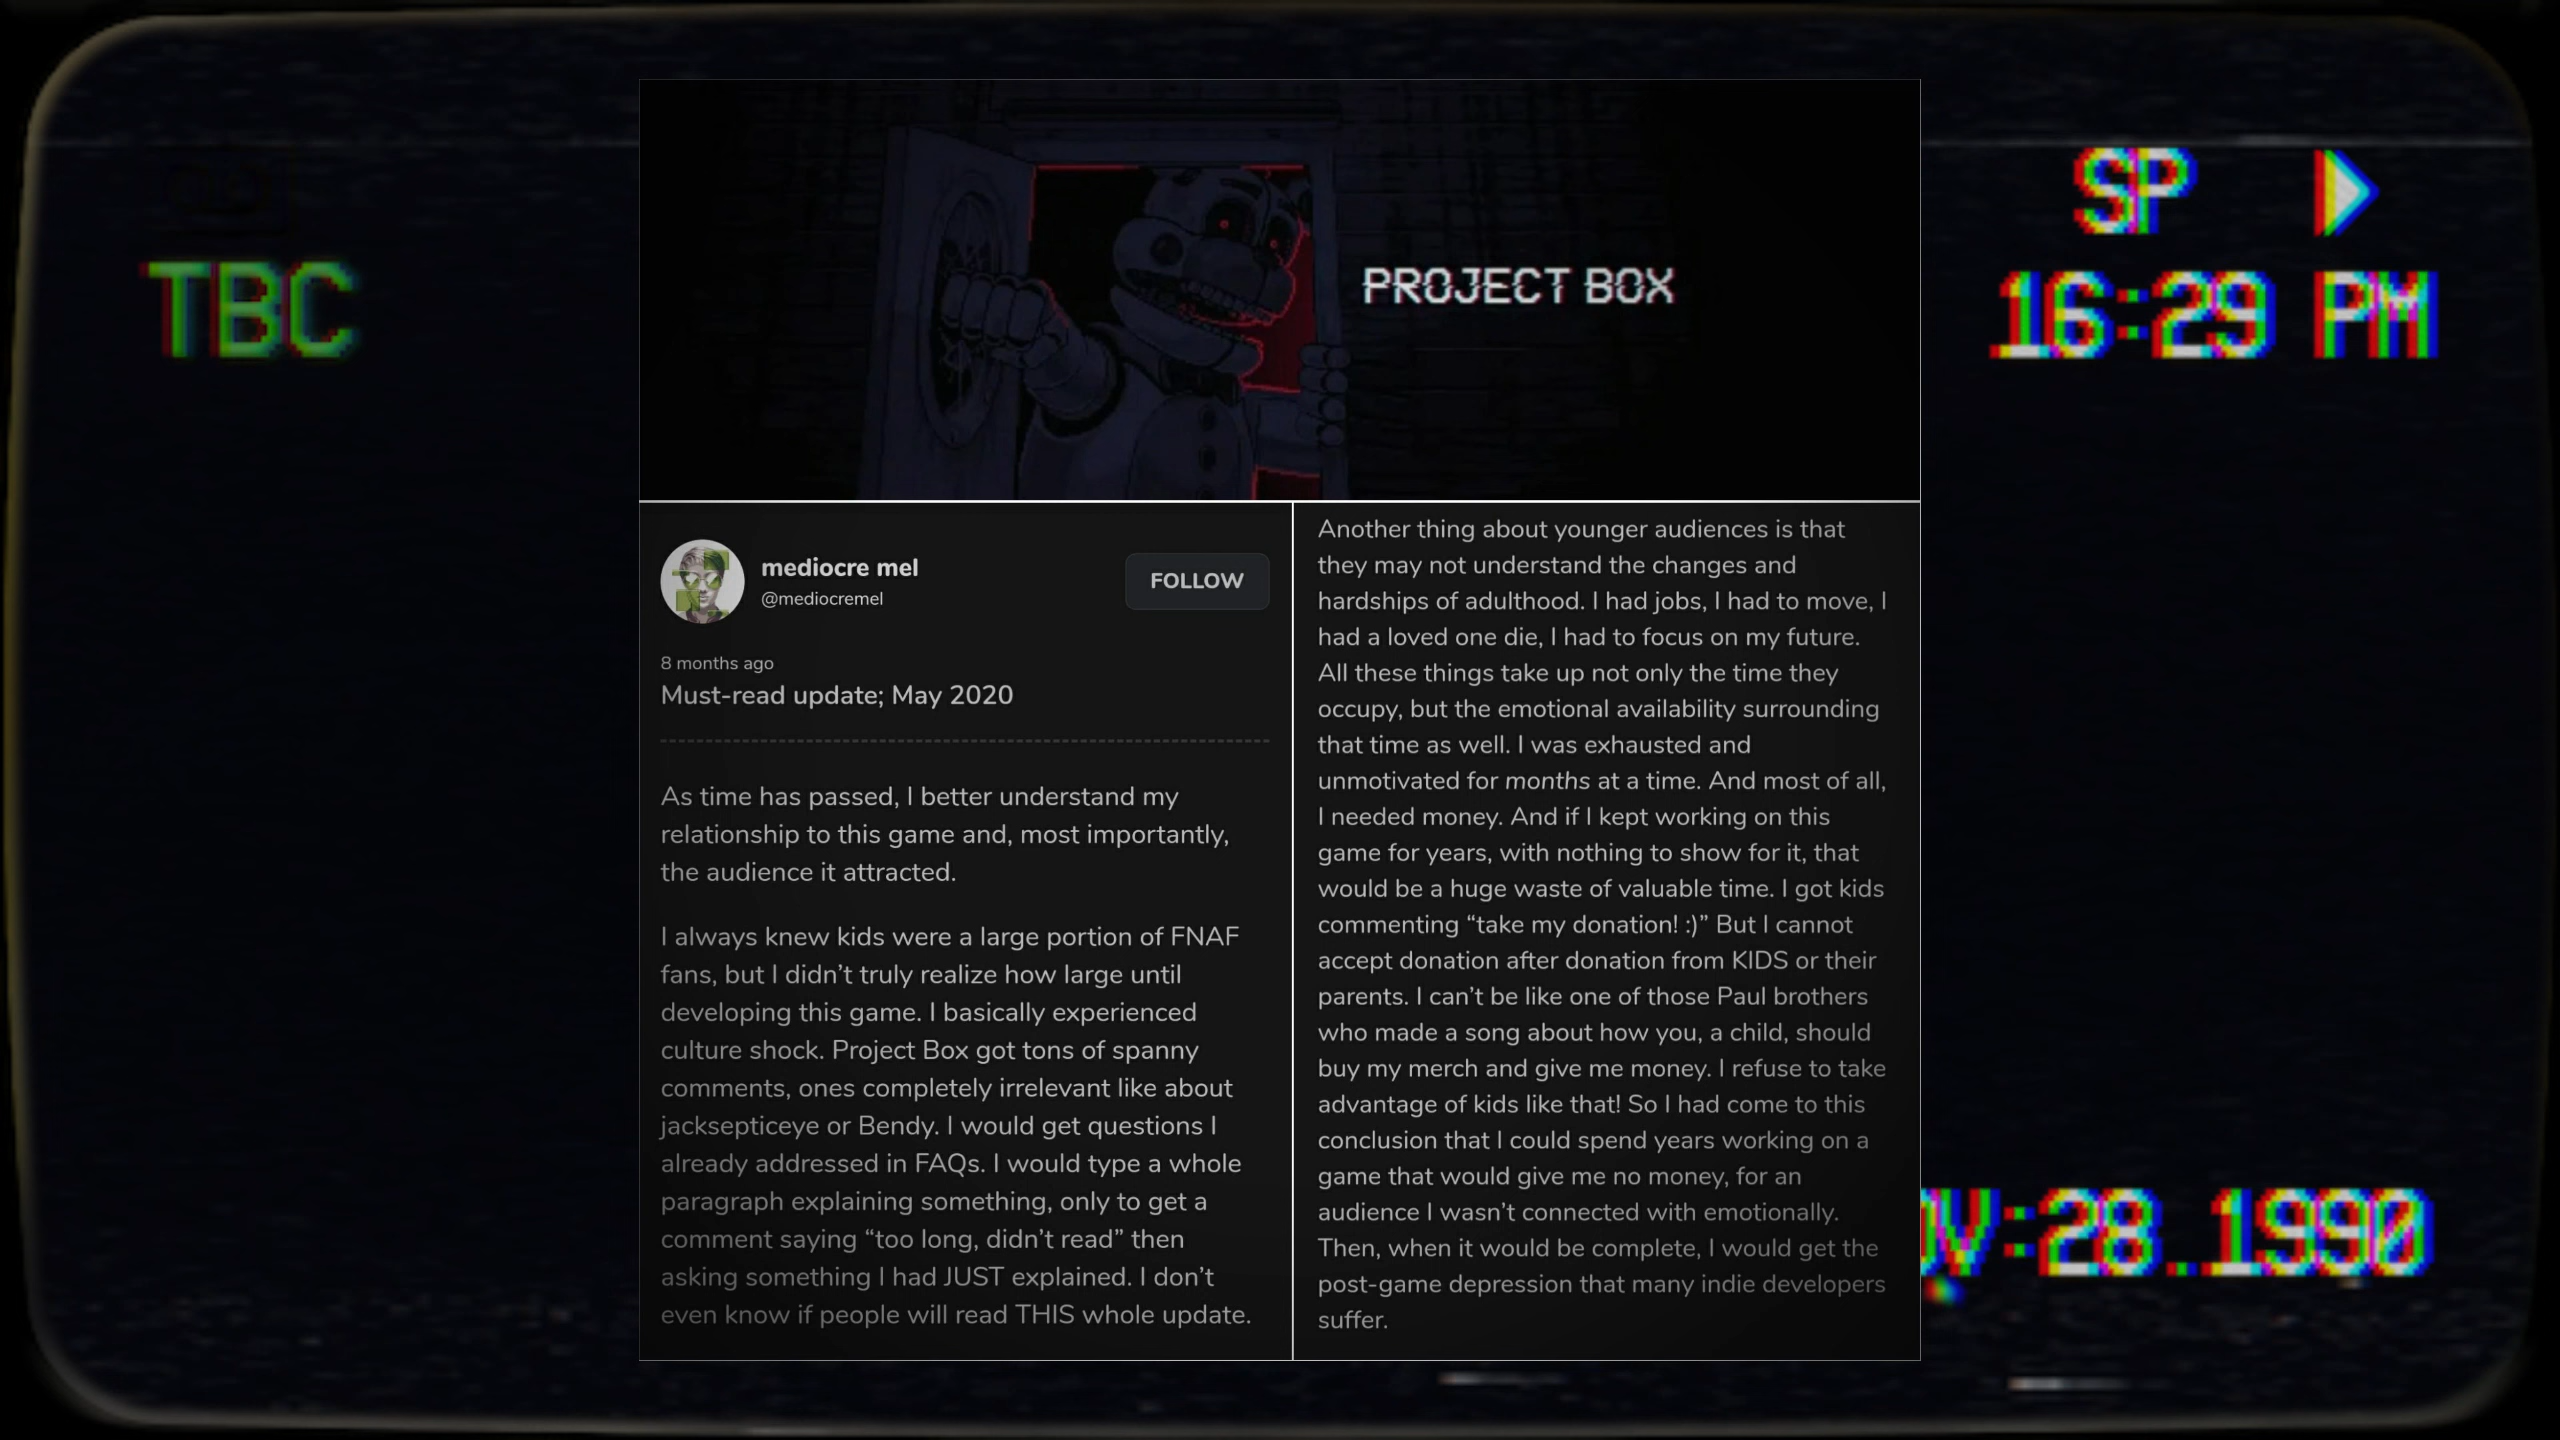 TBC
SP
16:29 PM
PROJECT BOX
mediocre mel
@mediocremel
FOLLOW
8 months ago
Must-read update; May 2020
As time has passed, I better understand my
relationship to this game and, most importantly,
the audience it attracted.
I always knew kids were a large portion of FNAF
fans, but I didn’t truly realize how large until
developing this game. I basically experienced
culture shock. Project Box got tons of spanny
comments, ones completely irrelevant like about
jacksepticeye or Bendy. I would get questions I
already addressed in FAQs. I would type a whole
paragraph explaining something, only to get a
comment saying “too long, didn’t read” then
asking something I had JUST explained. I don’t
even know if people will read THIS whole update.
Another thing about younger audiences is that
they may not understand the changes and
hardships of adulthood. I had jobs, I had to move, I
had a loved one die, I had to focus on my future.
All these things take up not only the time they
occupy, but the emotional availability surrounding
that time as well. I was exhausted and
unmotivated for months at a time. And most of all,
I needed money. And if I kept working on this
game for years, with nothing to show for it, that
would be a huge waste of valuable time. I got kids
commenting “take my donation! :)” But I cannot
accept donation after donation from KIDS or their
parents. I can’t be like one of those Paul brothers
who made a song about how you, a child, should
buy my merch and give me money. I refuse to take
advantage of kids like that! So I had come to this
conclusion that I could spend years working on a
game that would give me no money, for an
audience I wasn’t connected with emotionally.
Then, when it would be complete, I would get the
post-game depression that many indie developers
suffer.
V:28.1990